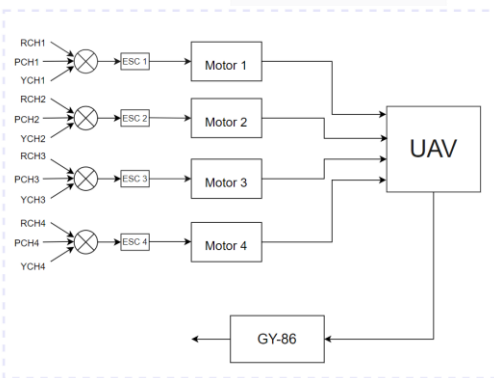 RCH1
PCH1
YCH1
ESC 1
Motor 1
RCH2
PCH2
YCH2
ESC 2
Motor 2
RCH3
PCH3
YCH3
ESC 3
Motor 3
RCH4
PCH4
YCH4
ESC 4
Motor 4
UAV
GY-86